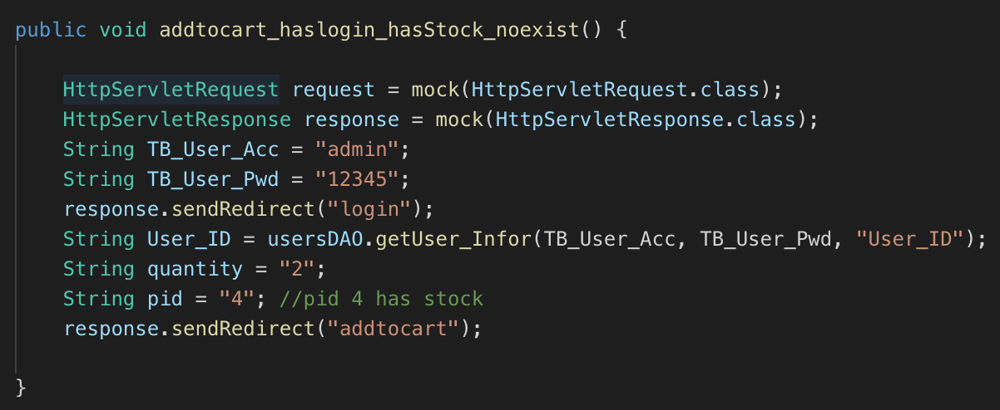 public void addtocart_haslogin_hasStock_noexist() {
HttpServletRequest request = mock(HttpServletRequest.class);
HttpServletResponse response = mock(HttpServletResponse.class);
String TB_User_Acc = "admin";
String TB_User_Pwd = "12345";
response.sendRedirect("login");
String User_ID = usersDAO.getUser_Infor(TB_User_Acc, TB_User_Pwd, "User_ID");
String quantity = "2";
String pid = "4"; //pid 4 has stock
response.sendRedirect("addtocart");
}